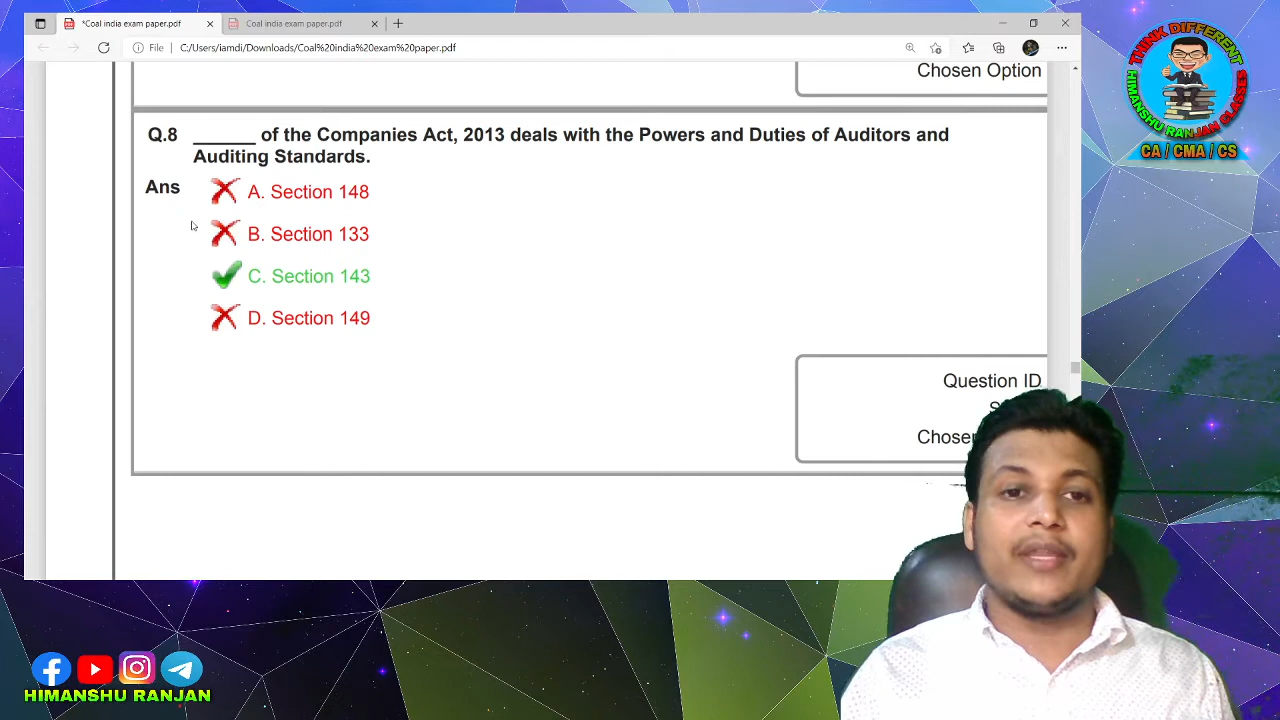 *Coal india exam paper.pdf
Coal india exam paper.pdf
File
C:/Users/iamdi/Downloads/Coal%20india%20exam%20paper.pdf
THINK DIFFERENT
HIMANSHU RANJAN CLASSES
CA / CMA / CS
Chosen Option
Q.8 ______ of the Companies Act, 2013 deals with the Powers and Duties of Auditors and
Auditing Standards.
Ans
A. Section 148
B. Section 133
C. Section 143
D. Section 149
Question ID
HIMANSHU RANJAN